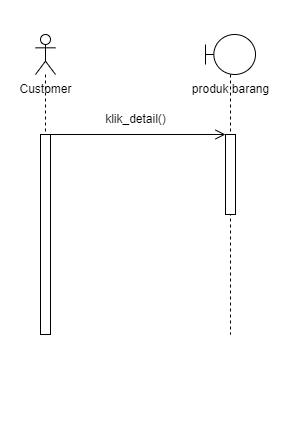 Customer
produk barang
klik_detail()